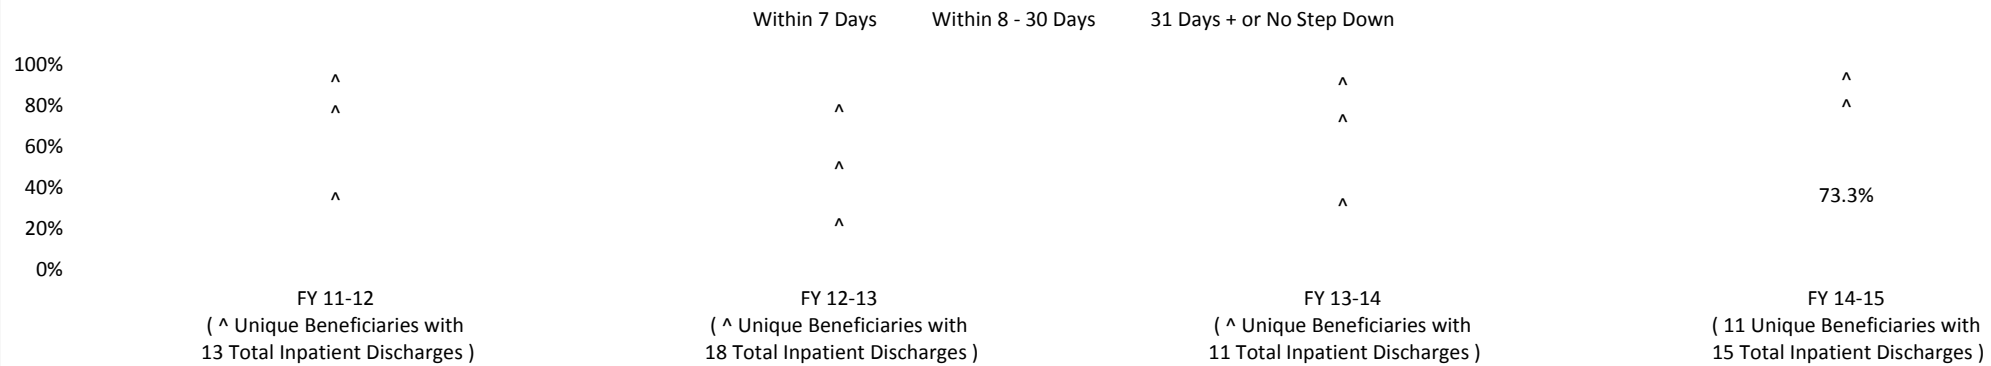 Within 7 Days Within 8 - 30 Days 31 Days + or No Step Down
100%
80%
60%
40%
20%
0%
^ ^ ^
^ ^ ^ ^
^ ^
^ ^ ^ 73.3%
^
FY 11-12 FY 12-13 FY 13-14 FY 14-15
( ^ Unique Beneficiaries with ( ^ Unique Beneficiaries with ( ^ Unique Beneficiaries with ( 11 Unique Beneficiaries with
13 Total Inpatient Discharges ) 18 Total Inpatient Discharges ) 11 Total Inpatient Discharges ) 15 Total Inpatient Discharges )